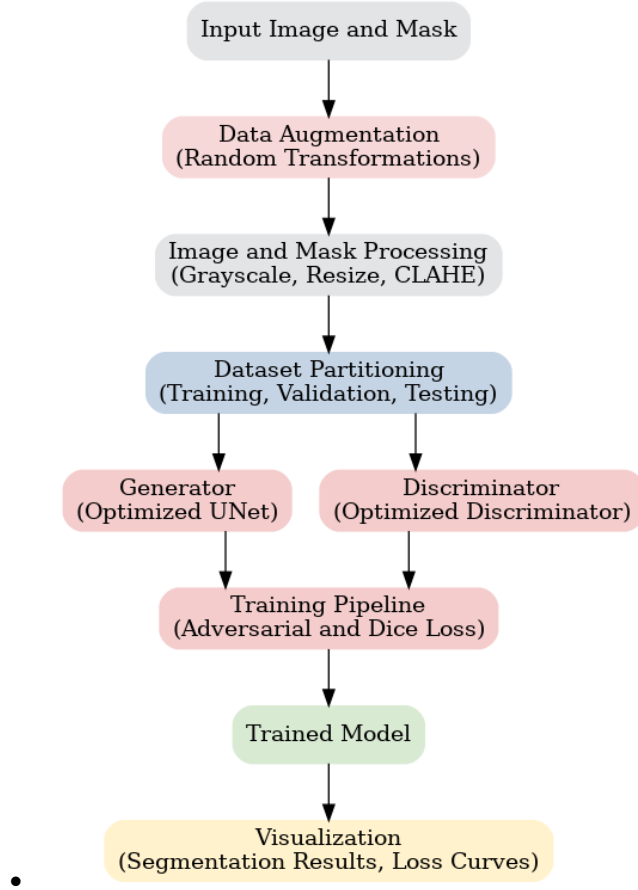 Input Image and Mask
Data Augmentation
(Random Transformations)
Image and Mask Processing
(Grayscale, Resize, CLAHE)
Dataset Partitioning
(Training, Validation, Testing)
Generator
(Optimized UNet)
Discriminator
(Optimized Discriminator)
Training Pipeline
(Adversarial and Dice Loss)
Trained Model
Visualization
(Segmentation Results, Loss Curves)